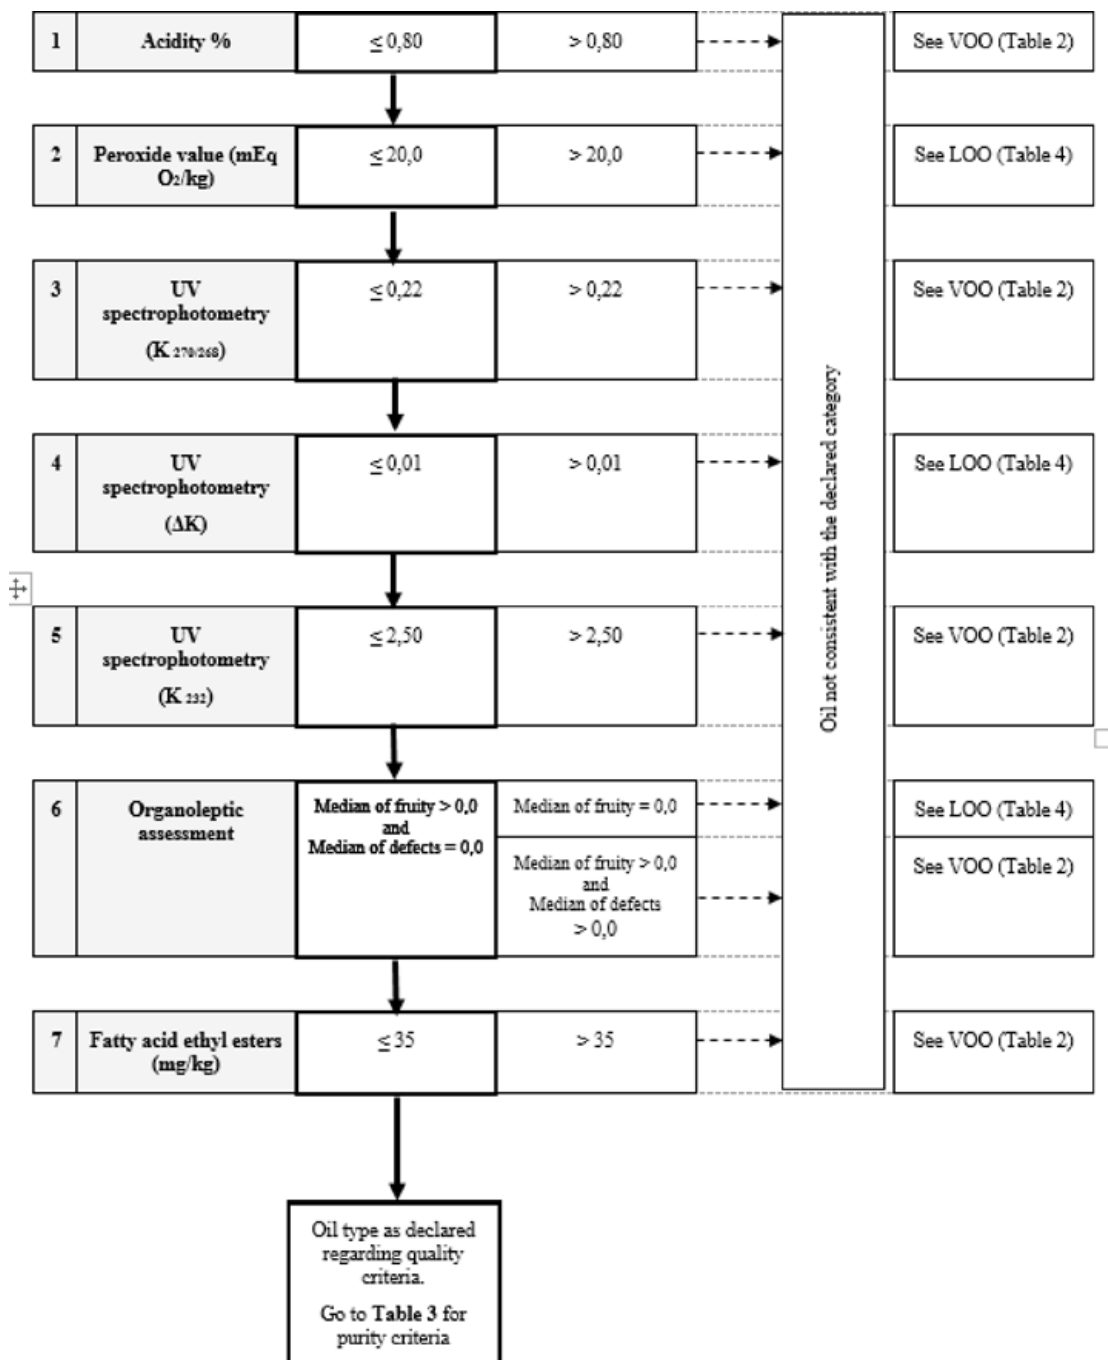 1
Acidity %
≤ 0,80
> 0,80
See VOO (Table 2)
2
Peroxide value (mEq
O2/kg)
≤ 20,0
> 20,0
See LOO (Table 4)
3
UV
spectrophotometry
(K 270/268)
≤ 0,22
> 0,22
See VOO (Table 2)
4
UV
spectrophotometry
(ΔK)
≤ 0,01
> 0,01
See LOO (Table 4)
5
UV
spectrophotometry
(K 232)
≤ 2,50
> 2,50
See VOO (Table 2)
6
Organoleptic
assessment
Median of fruity > 0,0
and
Median of defects = 0,0
Median of fruity = 0,0
See LOO (Table 4)
Median of fruity > 0,0
and
Median of defects
> 0,0
See VOO (Table 2)
7
Fatty acid ethyl esters
(mg/kg)
≤ 35
> 35
See VOO (Table 2)
Oil not consistent with the declared category
Oil type as declared
regarding quality
criteria.
Go to Table 3 for
purity criteria